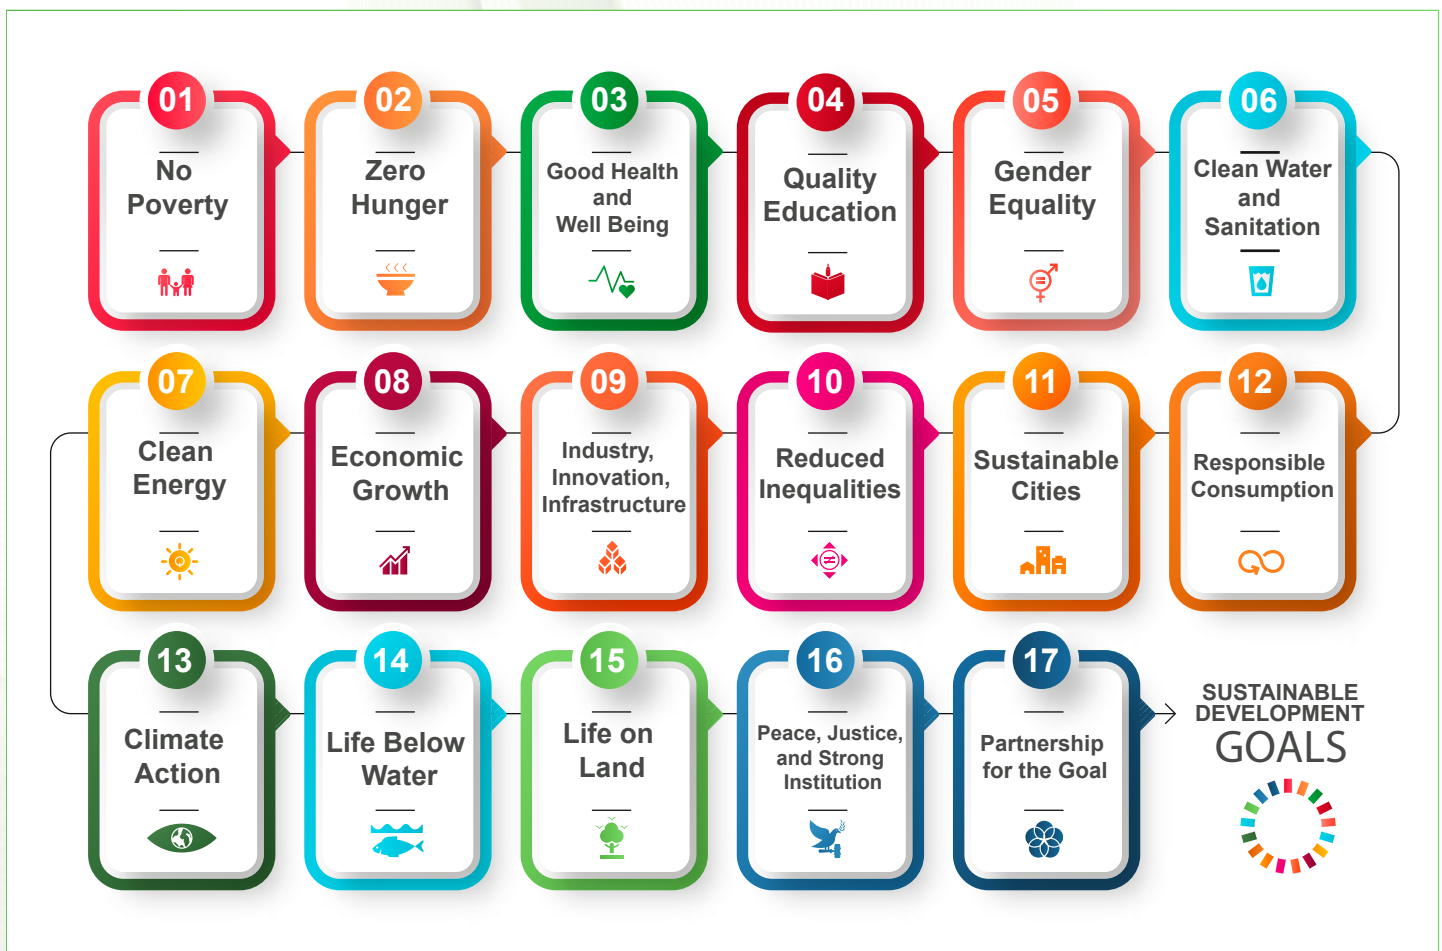 01
No
Poverty
02
Zero
Hunger
03
Good Health
and
Well Being
04
Quality
Education
05
Gender
Equality
06
Clean Water
and
Sanitation
07
Clean
Energy
08
Economic
Growth
09
Industry,
Innovation,
Infrastructure
10
Reduced
Inequalities
11
Sustainable
Cities
12
Responsible
Consumption
13
Climate
Action
14
Life Below
Water
15
Life on
Land
16
Peace, Justice,
and Strong
Institution
17
Partnership
for the Goal
SUSTAINABLE
DEVELOPMENT
GOALS